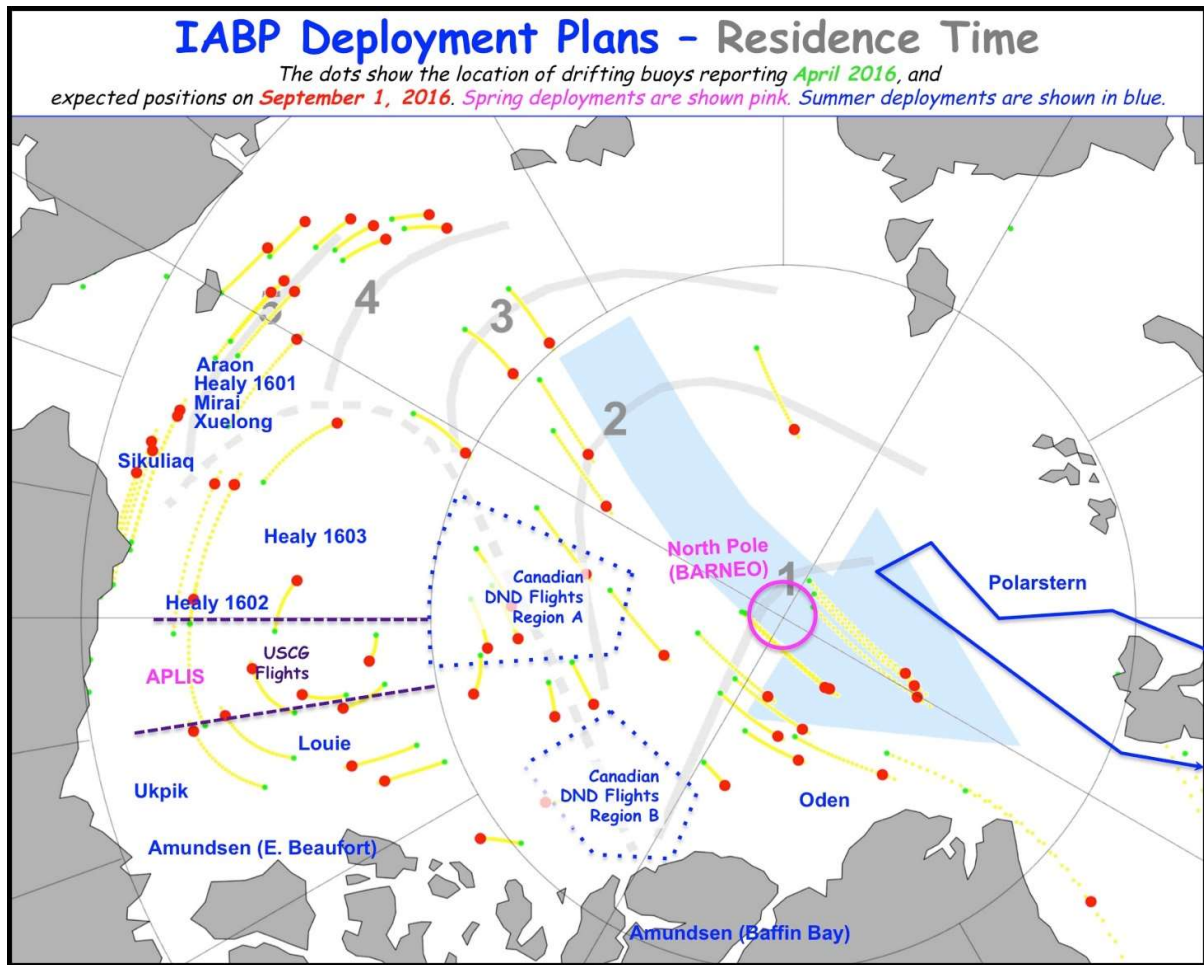 IABP Deployment Plans – Residence Time
The dots show the location of drifting buoys reporting April 2016, and
expected positions on September 1, 2016. Spring deployments are shown pink. Summer deployments are shown in blue.
5
4
3
2
1
Araon
Healy 1601
Mirai
Xuelong
Sikuliaq
Healy 1603
Healy 1602
APLIS
USCG
Flights
Louie
Ukpik
Amundsen (E. Beaufort)
Canadian
DND Flights
Region A
Canadian
DND Flights
Region B
North Pole
(BARNEO)
Polarstern
Oden
Amundsen (Baffin Bay)